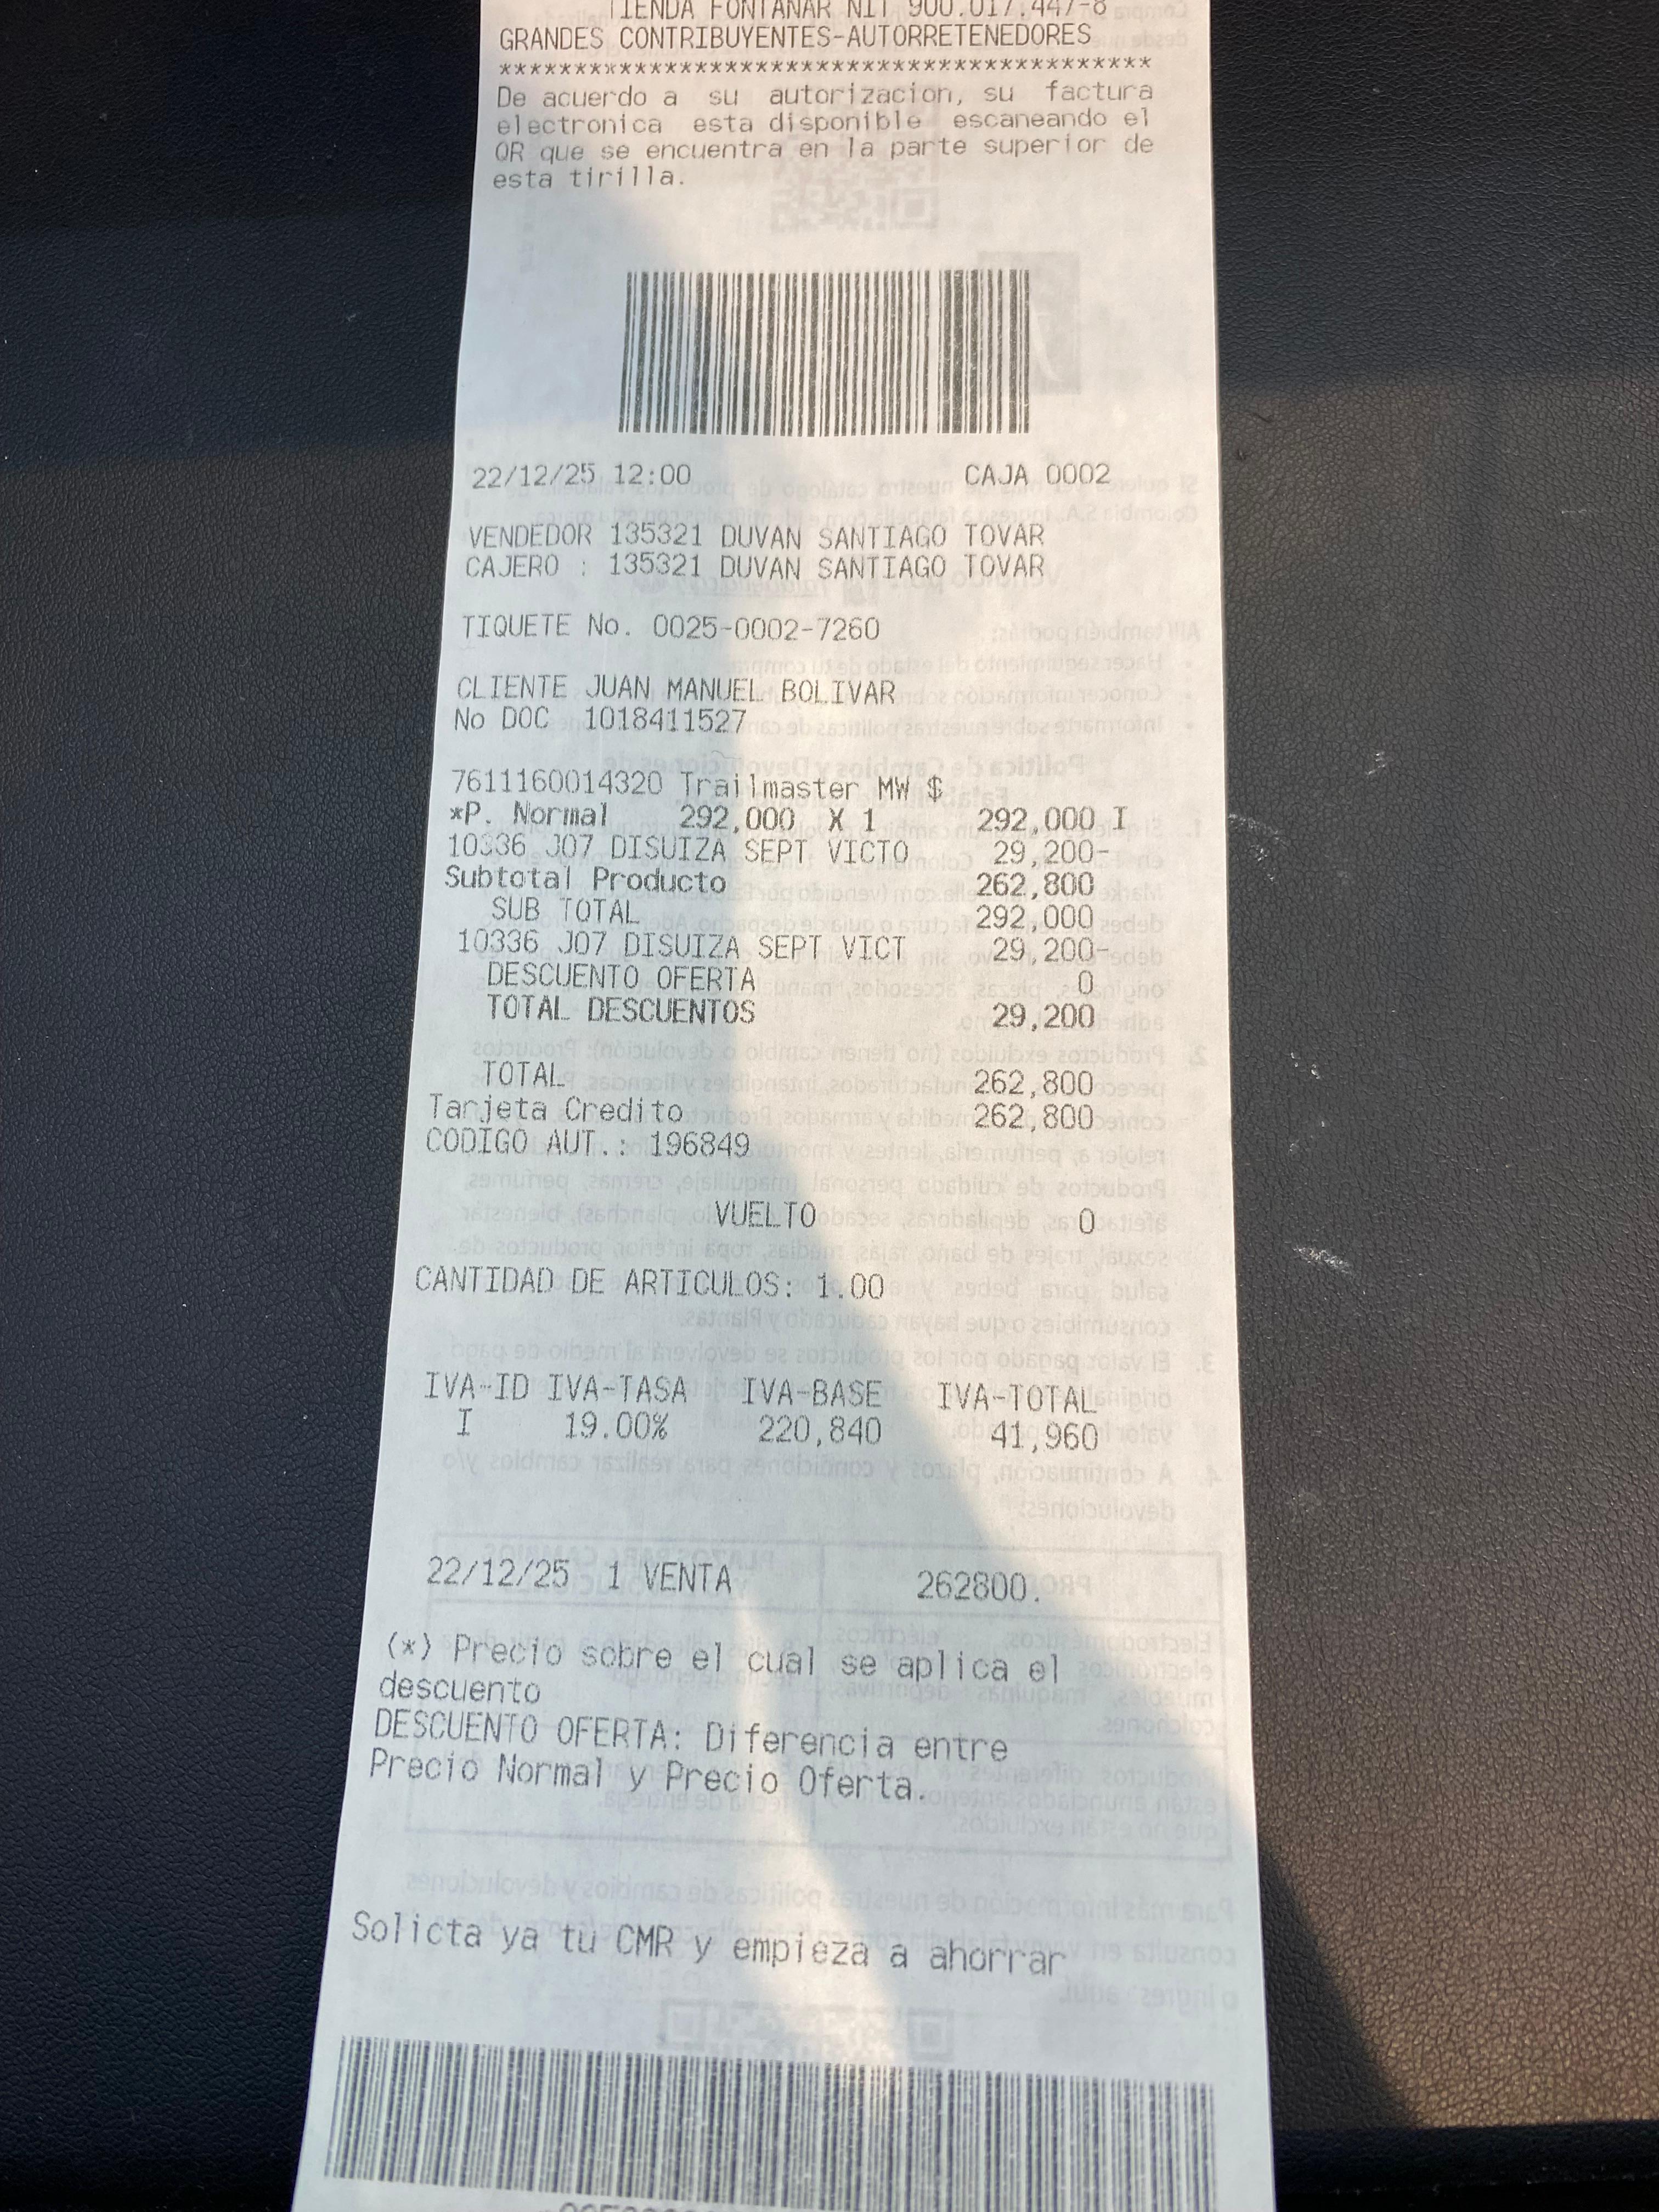 TIENDA FONTANAR NIT 900.017.447-8
GRANDES CONTRIBUYENTES-AUTORRETENEDORES
*******************************************
De acuerdo a su autorizacion, su factura
electronica esta disponible escaneando el
QR que se encuentra en la parte superior de
esta tirilla.
22/12/25 12:00 CAJA 0002
VENDEDOR 135321 DUVAN SANTIAGO TOVAR
CAJERO : 135321 DUVAN SANTIAGO TOVAR
TIQUETE No. 0025-0002-7260
CLIENTE JUAN MANUEL BOLIVAR
No DOC 1018411527
7611160014320 Trailmaster MW $
*P. Normal 292,000 X 1 292,000 I
10336 J07 DISUIZA SEPT VICTO 29,200-
Subtotal Producto 262,800
SUB TOTAL 292,000
10336 J07 DISUIZA SEPT VICT 29,200-
DESCUENTO OFERTA 0
TOTAL DESCUENTOS 29,200
TOTAL 262,800
Tarjeta Credito 262,800
CODIGO AUT.: 196849
VUELTO 0
CANTIDAD DE ARTICULOS: 1.00
IVA-ID IVA-TASA IVA-BASE IVA-TOTAL
I 19.00% 220,840 41,960
22/12/25 1 VENTA 262800.
(*) Precio sobre el cual se aplica el
descuento
DESCUENTO OFERTA: Diferencia entre
Precio Normal y Precio Oferta.
Solicta ya tu CMR y empieza a ahorrar